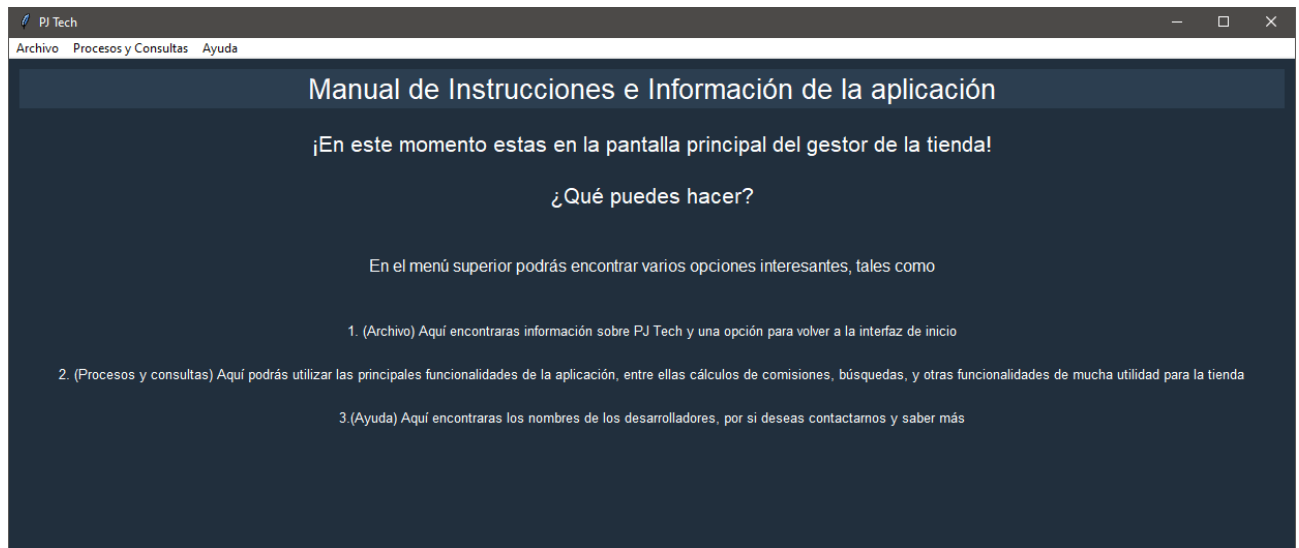 PJ Tech
Archivo Procesos y Consultas Ayuda
Manual de Instrucciones e Información de la aplicación
¡En este momento estas en la pantalla principal del gestor de la tienda!
¿Qué puedes hacer?
En el menú superior podrás encontrar varios opciones interesantes, tales como
1. (Archivo) Aquí encontraras información sobre PJ Tech y una opción para volver a la interfaz de inicio
2. (Procesos y consultas) Aquí podrás utilizar las principales funcionalidades de la aplicación, entre ellas cálculos de comisiones, búsquedas, y otras funcionalidades de mucha utilidad para la tienda
3.(Ayuda) Aquí encontraras los nombres de los desarrolladores, por si deseas contactarnos y saber más